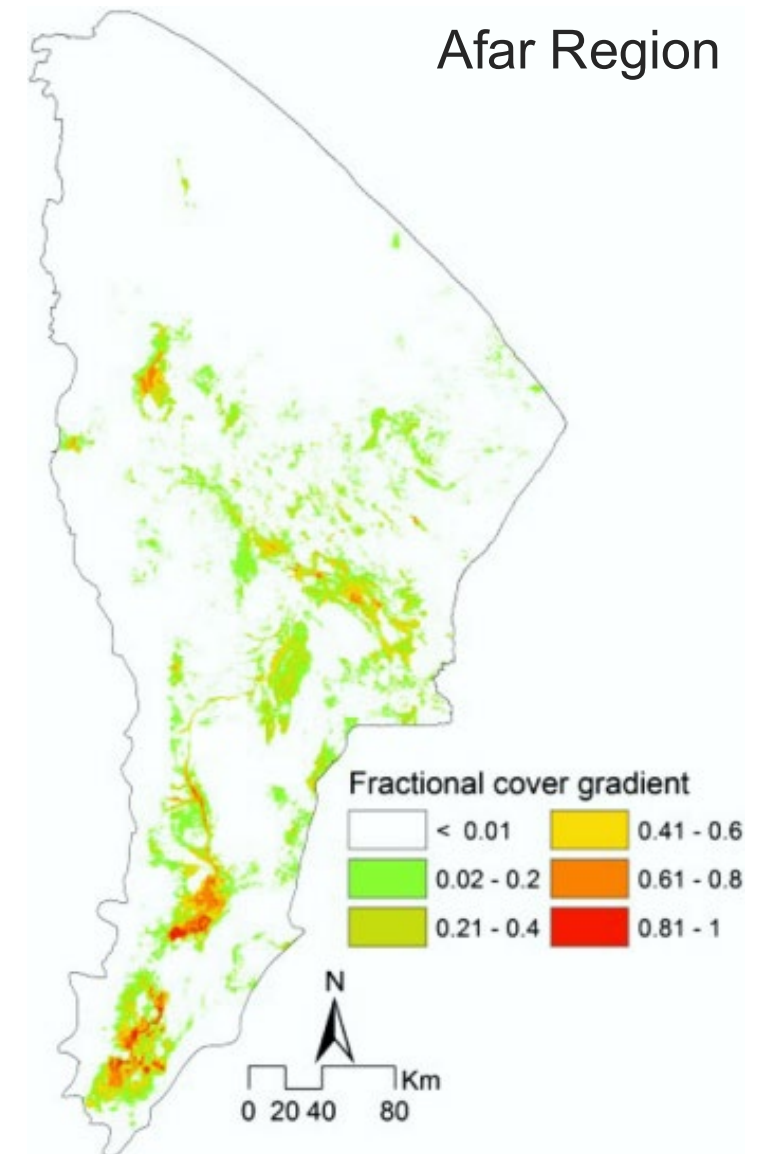 Afar Region
Fractional cover gradient
< 0.01 0.41 - 0.6
0.02 - 0.2 0.61 - 0.8
0.21 - 0.4 0.81 - 1
N
Km
0 20 40 80